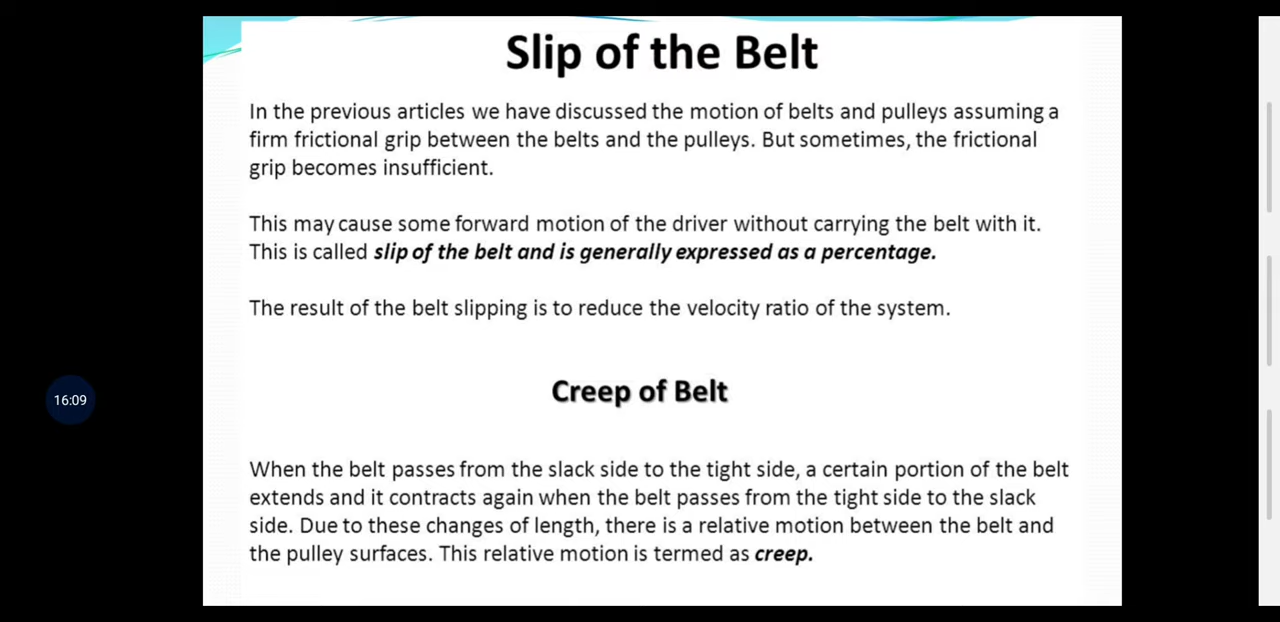 Slip of the Belt
In the previous articles we have discussed the motion of belts and pulleys assuming a
firm frictional grip between the belts and the pulleys. But sometimes, the frictional
grip becomes insufficient.
This may cause some forward motion of the driver without carrying the belt with it.
This is called slip of the belt and is generally expressed as a percentage.
The result of the belt slipping is to reduce the velocity ratio of the system.
16:09
Creep of Belt
When the belt passes from the slack side to the tight side, a certain portion of the belt
extends and it contracts again when the belt passes from the tight side to the slack
side. Due to these changes of length, there is a relative motion between the belt and
the pulley surfaces. This relative motion is termed as creep.